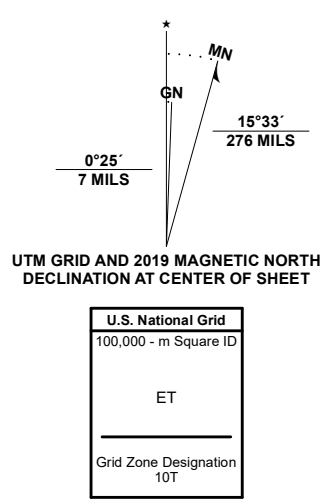 ★
MN
GN
15°33´
276 MILS
0°25´
7 MILS
UTM GRID AND 2019 MAGNETIC NORTH
DECLINATION AT CENTER OF SHEET
U.S. National Grid
100,000 - m Square ID
ET
Grid Zone Designation
10T